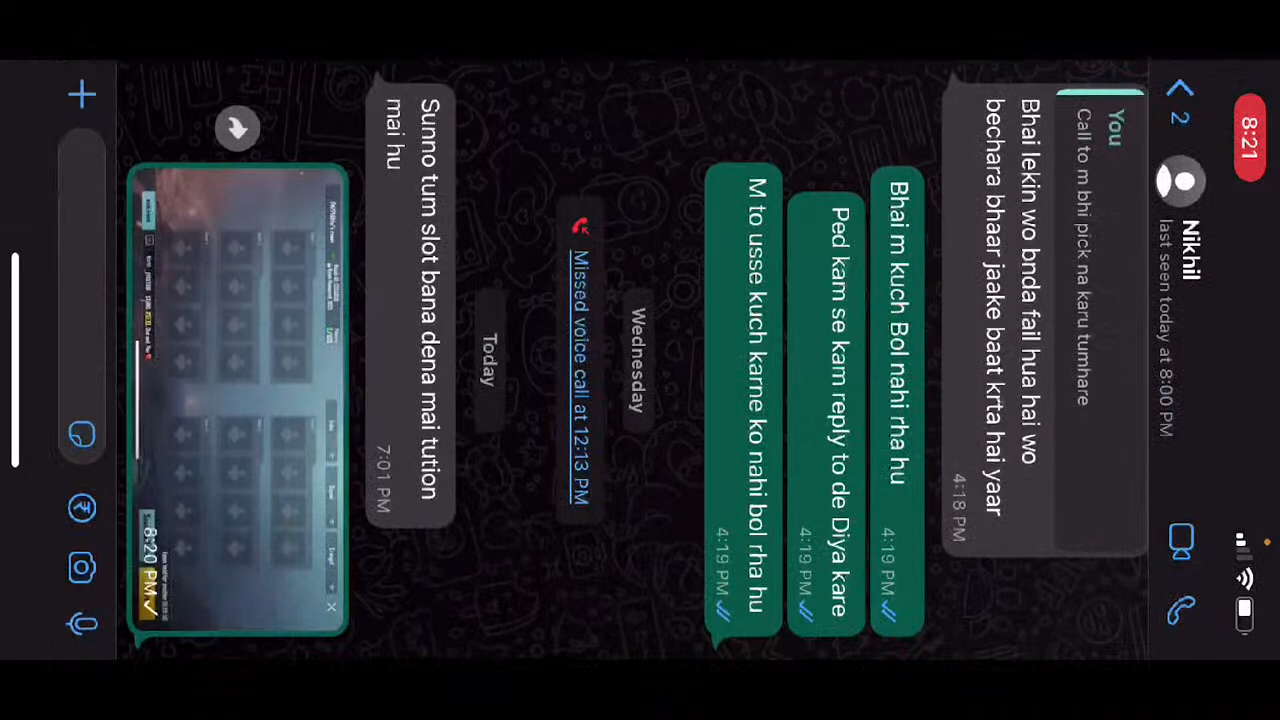 8:21
2
Nikhil
last seen today at 8:00 PM
You
Call to m bhi pick na karu tumhare
Bhai lekin wo bnda fail hua hai wo
bechara bhaar jaake baat krta hai yaar
4:18 PM
Bhai m kuch Bol nahi rha hu
4:19 PM
Ped kam se kam reply to de Diya kare
4:19 PM
M to usse kuch karne ko nahi bol rha hu
4:19 PM
Wednesday
Missed voice call at 12:13 PM
Today
Sunno tum slot bana dena mai tution
mai hu
7:01 PM
8:20 PM